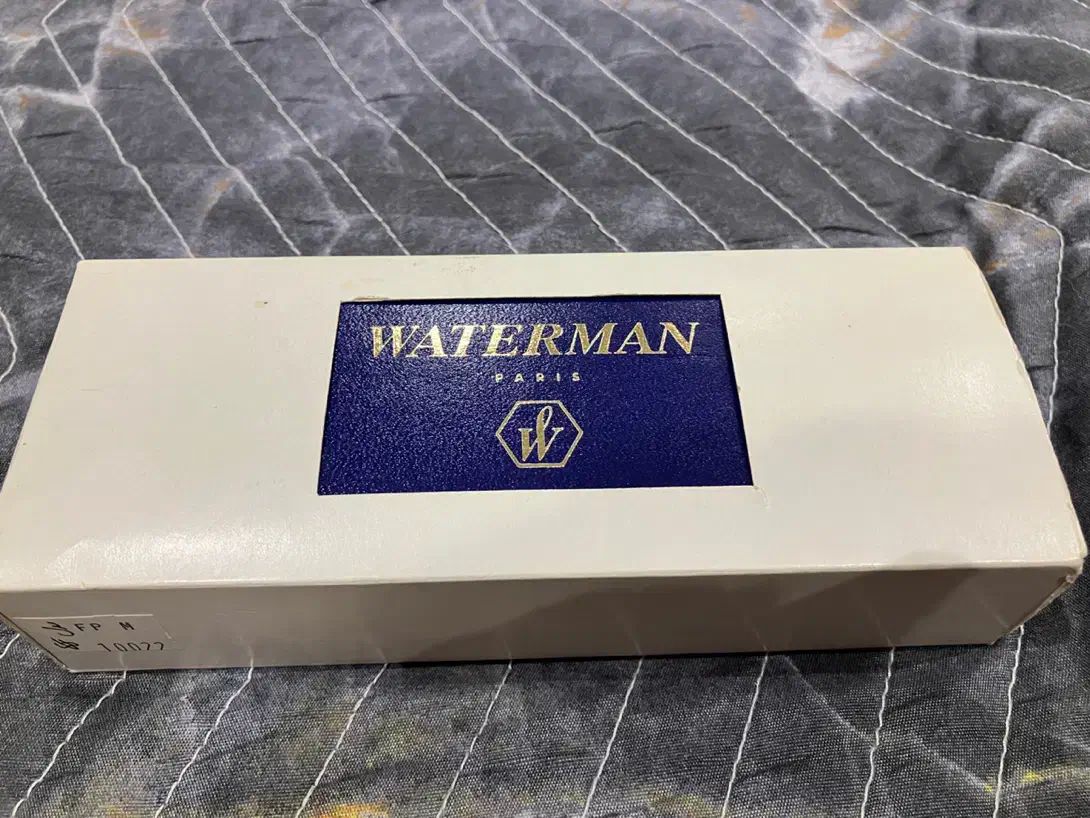 WATERMAN
PARIS
W
FP M
10022